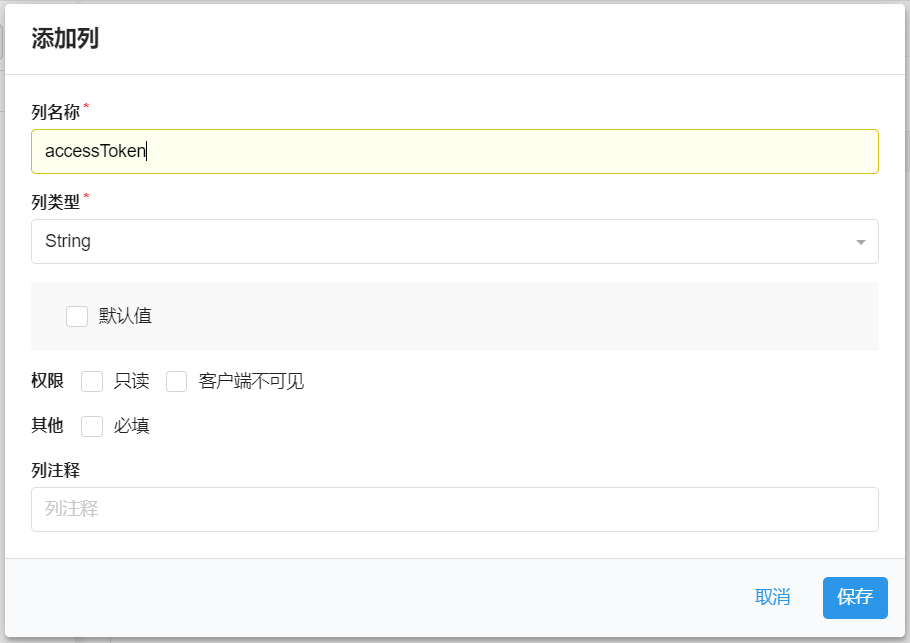 添加列
列名称*
accessToken
列类型*
String
默认值
权限 只读 客户端不可见
其他 必填
列注释
列注释
取消 保存